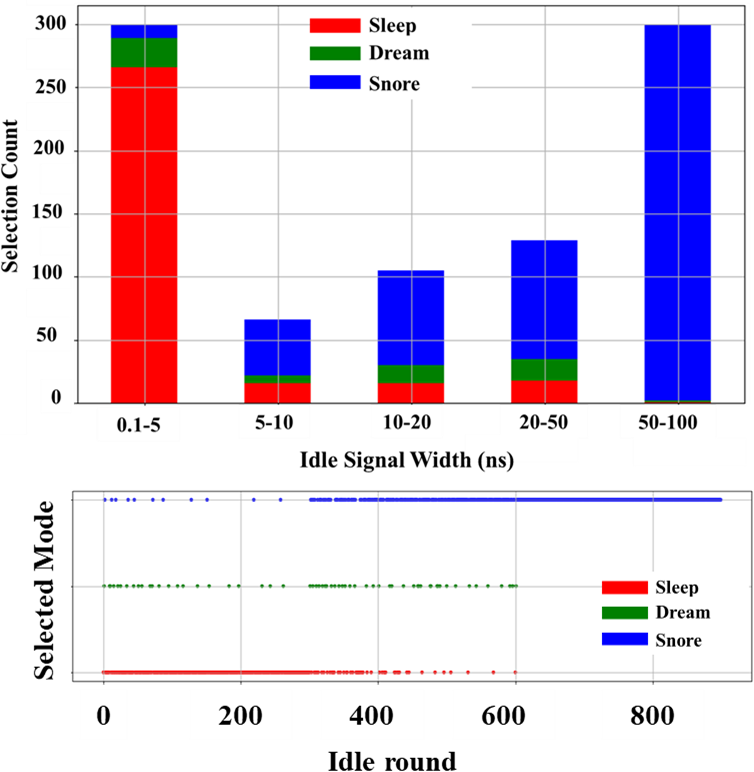 300
250
200
150
100
50
0
Selection Count
Sleep
Dream
Snore
0.1-5 5-10 10-20 20-50 50-100
Idle Signal Width (ns)
Selected Mode
Sleep
Dream
Snore
0 200 400 600 800
Idle round